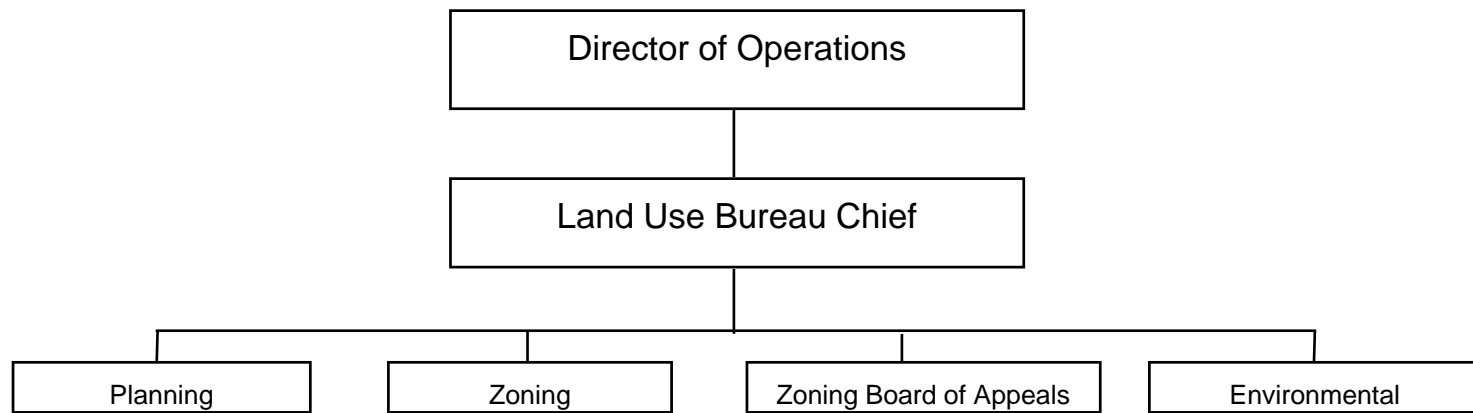 Director of Operations
Land Use Bureau Chief
Planning
Zoning
Zoning Board of Appeals
Environmental